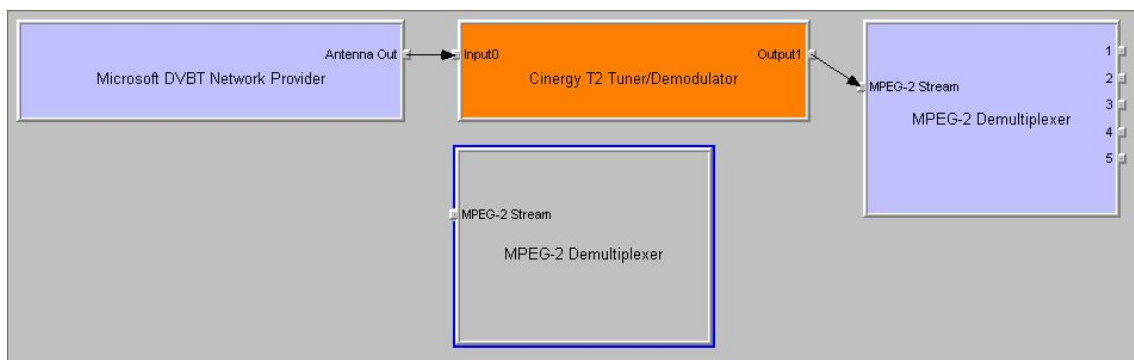 Antenna Out
Microsoft DVBT Network Provider
Input0
Output1
Cinergy T2 Tuner/Demodulator
MPEG-2 Stream
MPEG-2 Demultiplexer
1
2
3
4
5
MPEG-2 Stream
MPEG-2 Demultiplexer